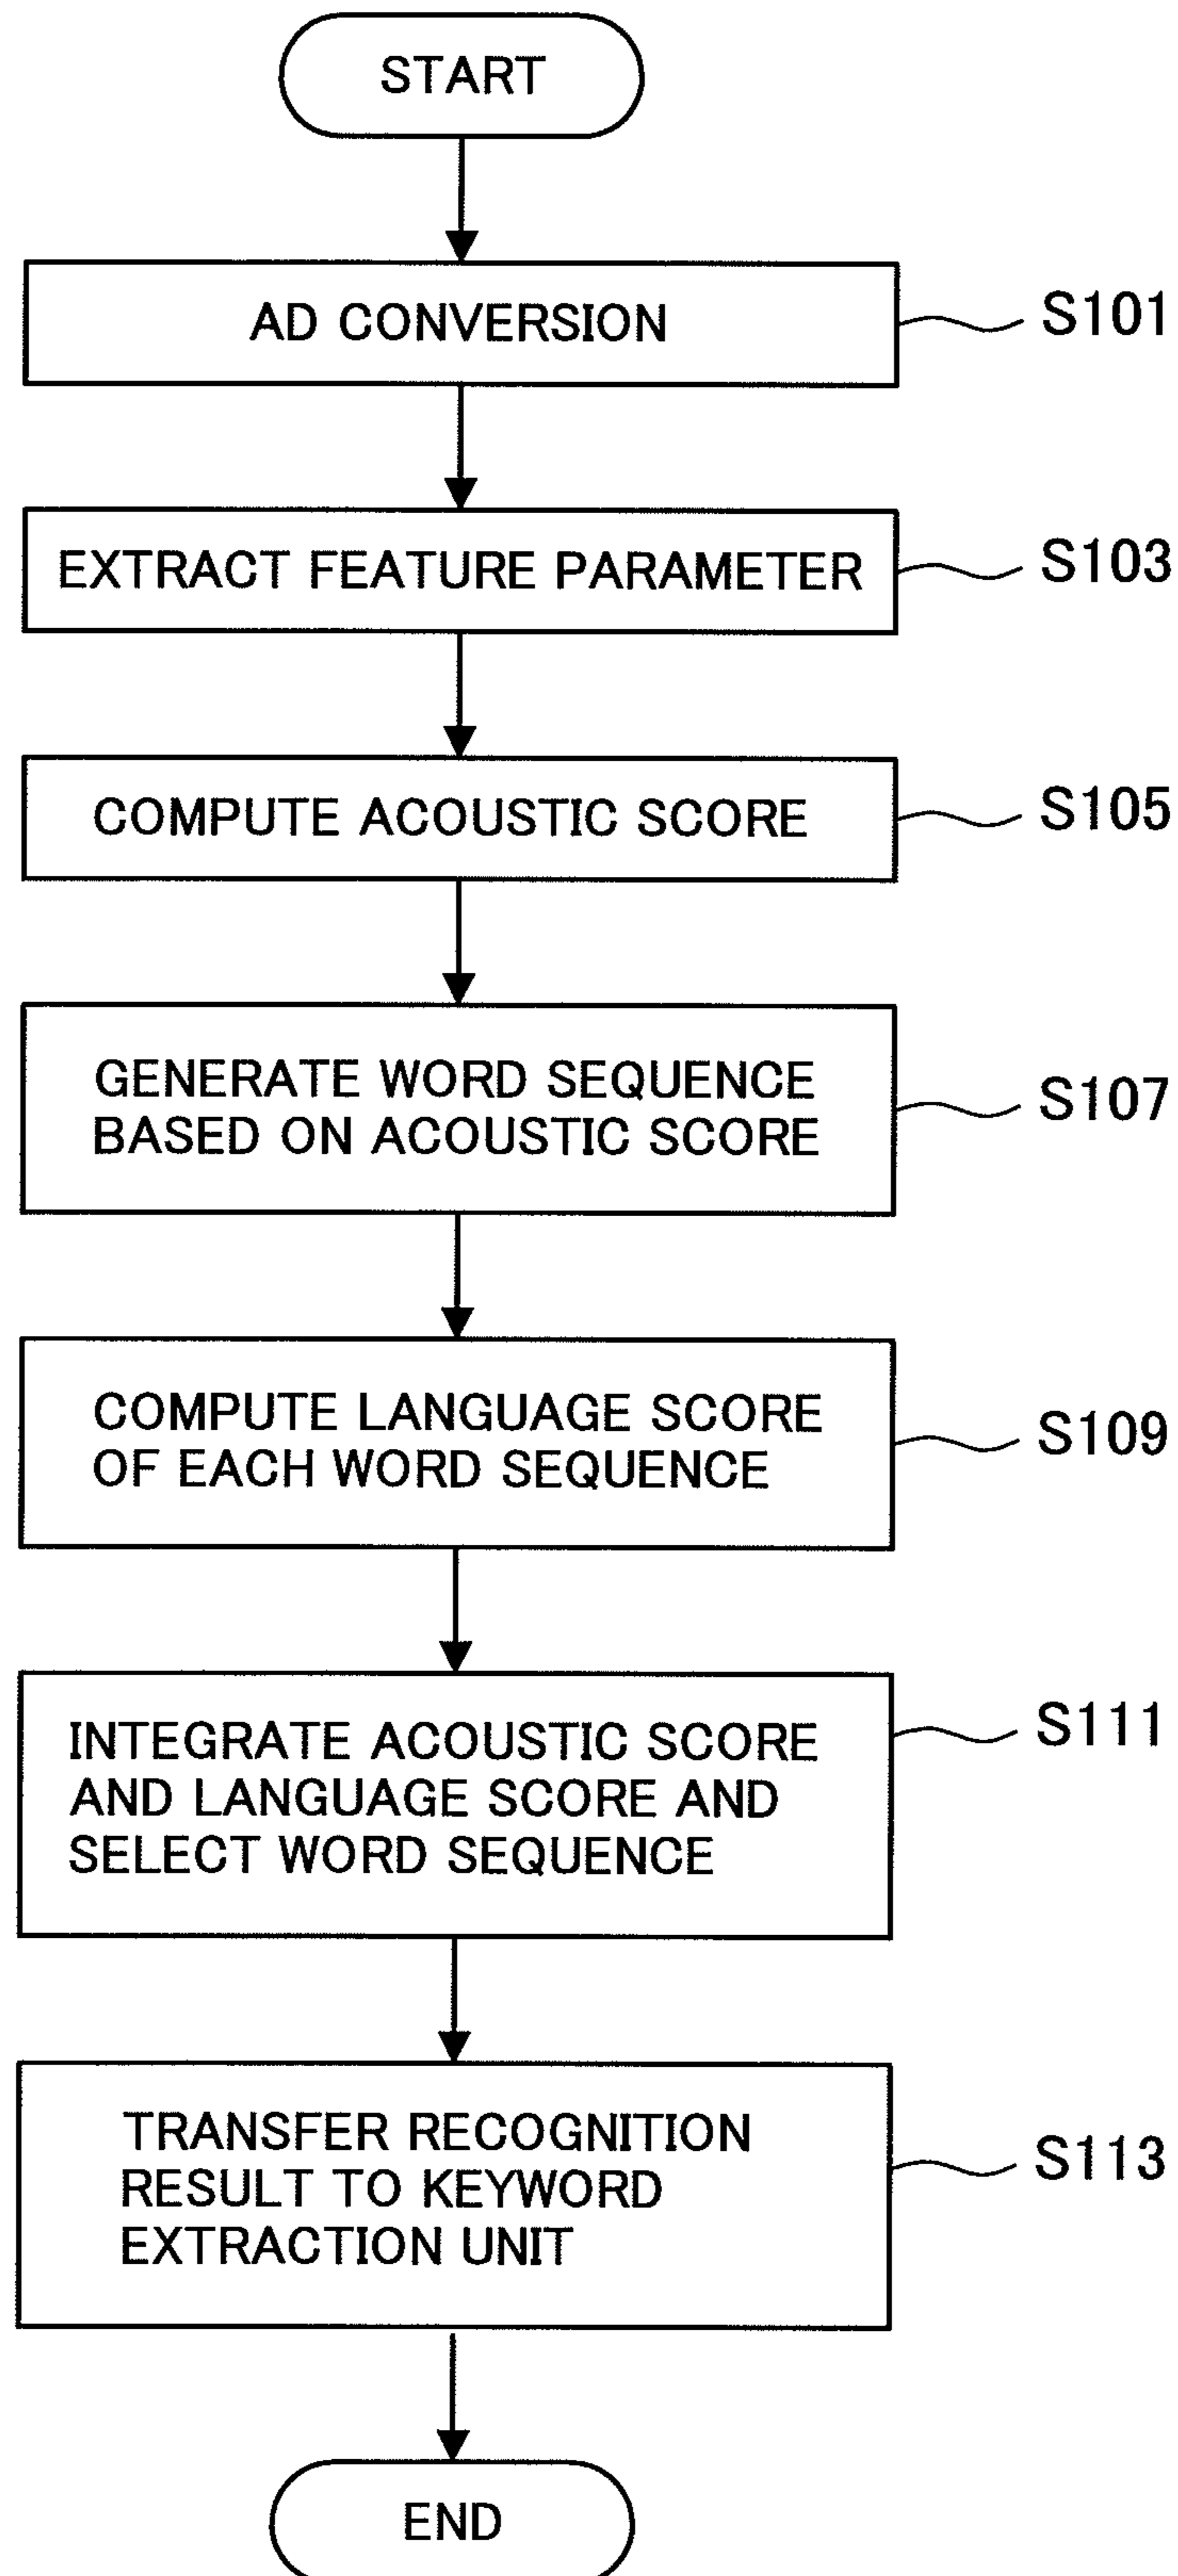 START
AD CONVERSION
S101
EXTRACT FEATURE PARAMETER
S103
COMPUTE ACOUSTIC SCORE
S105
GENERATE WORD SEQUENCE
BASED ON ACOUSTIC SCORE
S107
COMPUTE LANGUAGE SCORE
OF EACH WORD SEQUENCE
S109
INTEGRATE ACOUSTIC SCORE
AND LANGUAGE SCORE AND
SELECT WORD SEQUENCE
S111
TRANSFER RECOGNITION
RESULT TO KEYWORD
EXTRACTION UNIT
S113
END